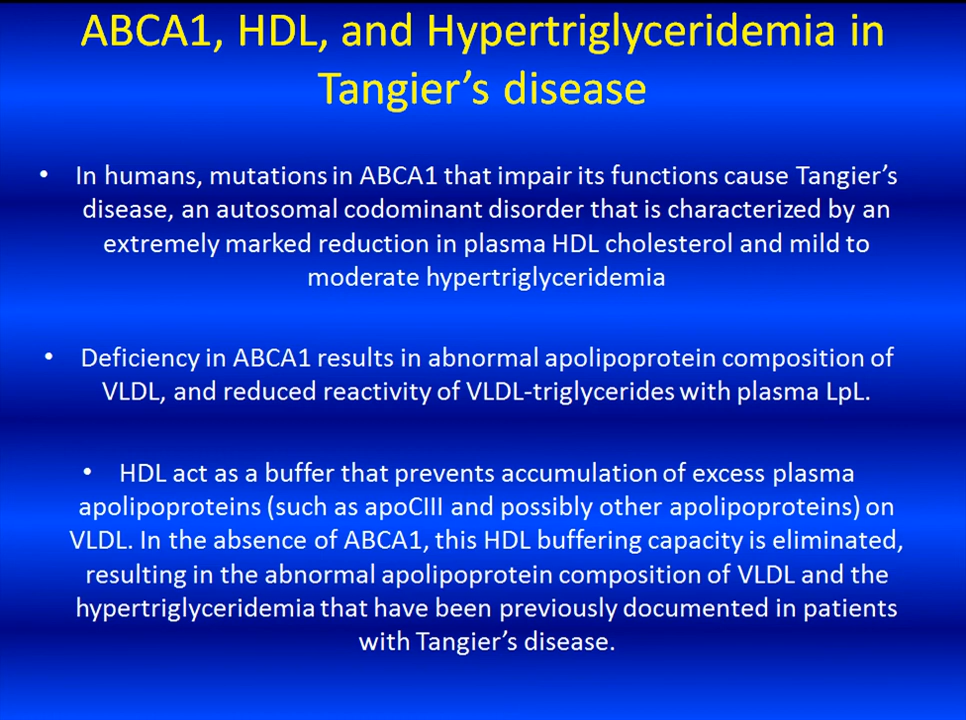 ABCA1, HDL, and Hypertriglyceridemia in
Tangier's disease
• In humans, mutations in ABCA1 that impair its functions cause Tangier's
disease, an autosomal codominant disorder that is characterized by an
extremely marked reduction in plasma HDL cholesterol and mild to
moderate hypertriglyceridemia
• Deficiency in ABCA1 results in abnormal apolipoprotein composition of
VLDL, and reduced reactivity of VLDL-triglycerides with plasma LpL.
• HDL act as a buffer that prevents accumulation of excess plasma
apolipoproteins (such as apoCIII and possibly other apolipoproteins) on
VLDL. In the absence of ABCA1, this HDL buffering capacity is eliminated,
resulting in the abnormal apolipoprotein composition of VLDL and the
hypertriglyceridemia that have been previously documented in patients
with Tangier's disease.